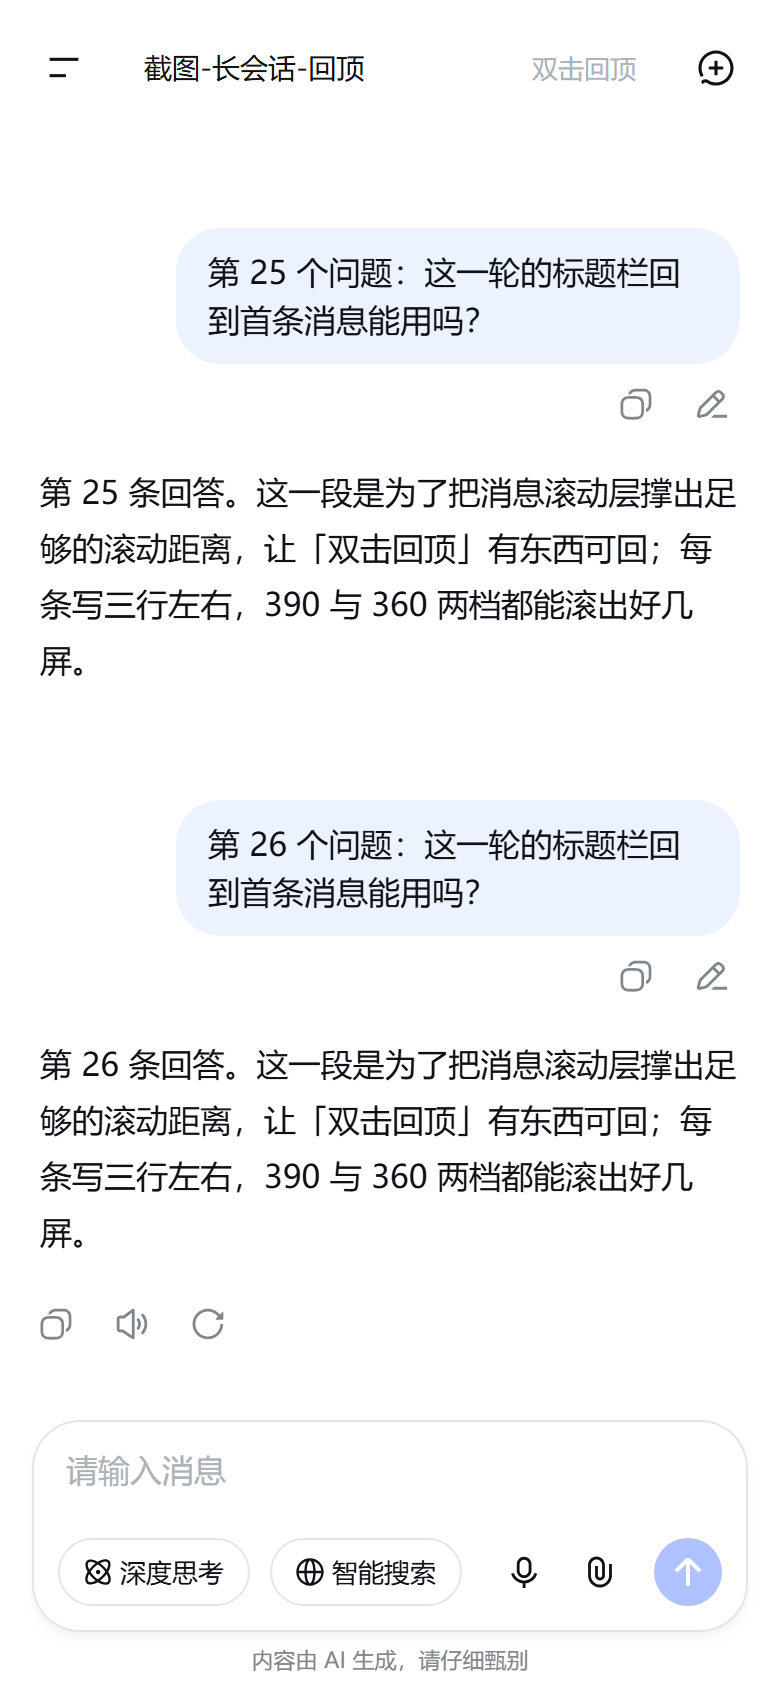 截图-长会话-回顶
双击回顶
第 25 个问题：这一轮的标题栏回
到首条消息能用吗？
第 25 条回答。这一段是为了把消息滚动层撑出足
够的滚动距离，让「双击回顶」有东西可回；每
条写三行左右，390 与 360 两档都能滚出好几
屏。
第 26 个问题：这一轮的标题栏回
到首条消息能用吗？
第 26 条回答。这一段是为了把消息滚动层撑出足
够的滚动距离，让「双击回顶」有东西可回；每
条写三行左右，390 与 360 两档都能滚出好几
屏。
请输入消息
深度思考
智能搜索
内容由 AI 生成，请仔细甄别